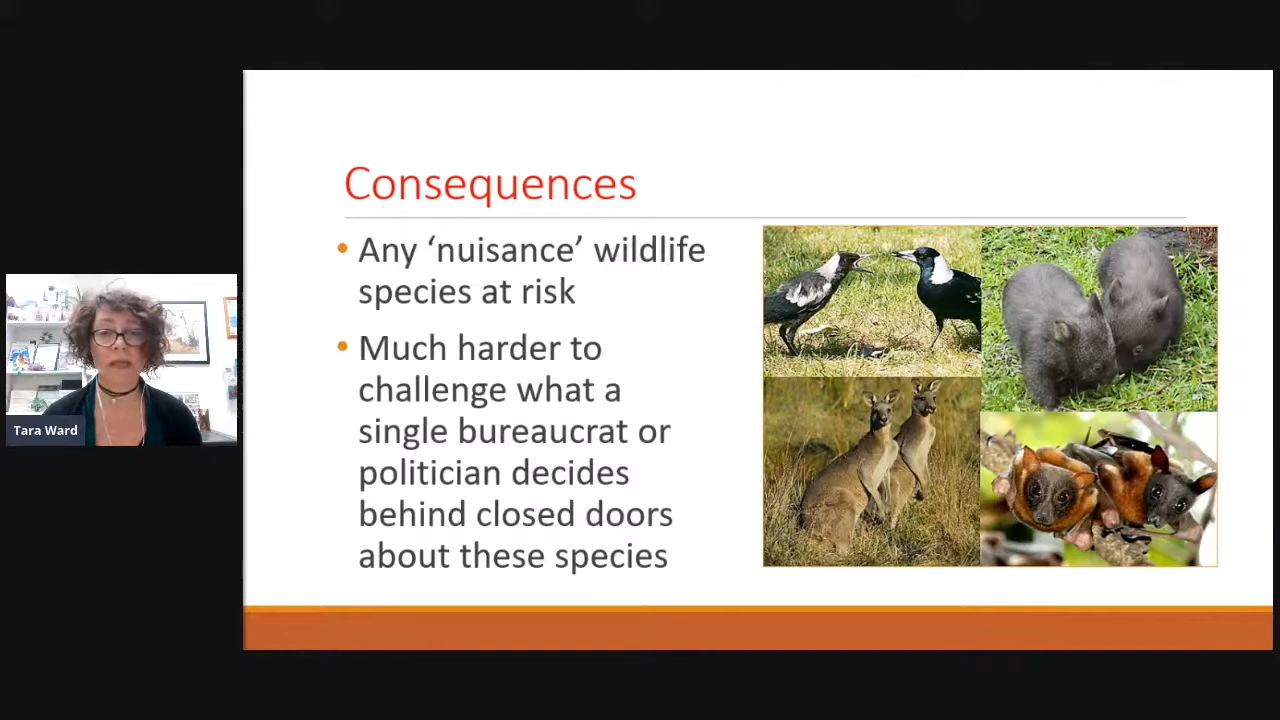 Consequences
• Any ‘nuisance’ wildlife
species at risk
• Much harder to
challenge what a
single bureaucrat or
politician decides
behind closed doors
about these species
Tara Ward